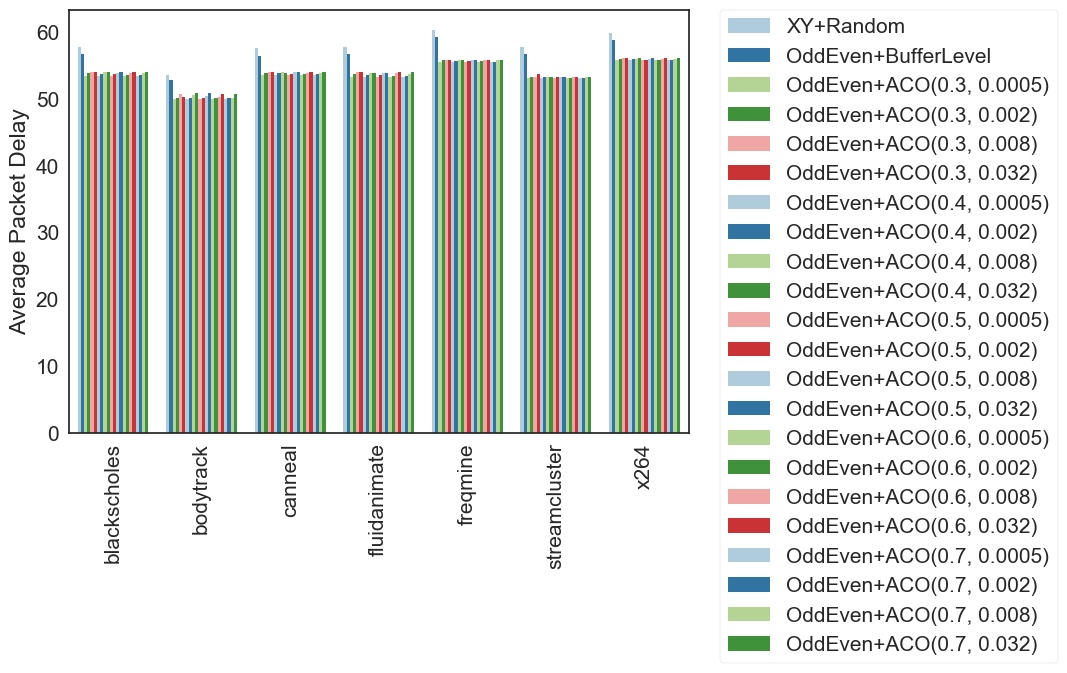 Average Packet Delay
60
50
40
30
20
10
0
blackscholes
bodytrack
canneal
fluidanimate
freqmine
streamcluster
x264
XY+Random
OddEven+BufferLevel
OddEven+ACO(0.3, 0.0005)
OddEven+ACO(0.3, 0.002)
OddEven+ACO(0.3, 0.008)
OddEven+ACO(0.3, 0.032)
OddEven+ACO(0.4, 0.0005)
OddEven+ACO(0.4, 0.002)
OddEven+ACO(0.4, 0.008)
OddEven+ACO(0.4, 0.032)
OddEven+ACO(0.5, 0.0005)
OddEven+ACO(0.5, 0.002)
OddEven+ACO(0.5, 0.008)
OddEven+ACO(0.5, 0.032)
OddEven+ACO(0.6, 0.0005)
OddEven+ACO(0.6, 0.002)
OddEven+ACO(0.6, 0.008)
OddEven+ACO(0.6, 0.032)
OddEven+ACO(0.7, 0.0005)
OddEven+ACO(0.7, 0.002)
OddEven+ACO(0.7, 0.008)
OddEven+ACO(0.7, 0.032)